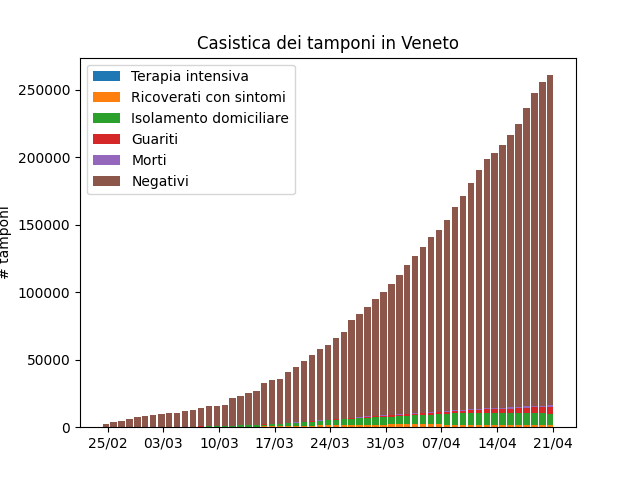 Casistica dei tamponi in Veneto
Terapia intensiva
Ricoverati con sintomi
Isolamento domiciliare
Guariti
Morti
Negativi
# tamponi
250000
200000
150000
100000
50000
0
25/02 03/03 10/03 17/03 24/03 31/03 07/04 14/04 21/04